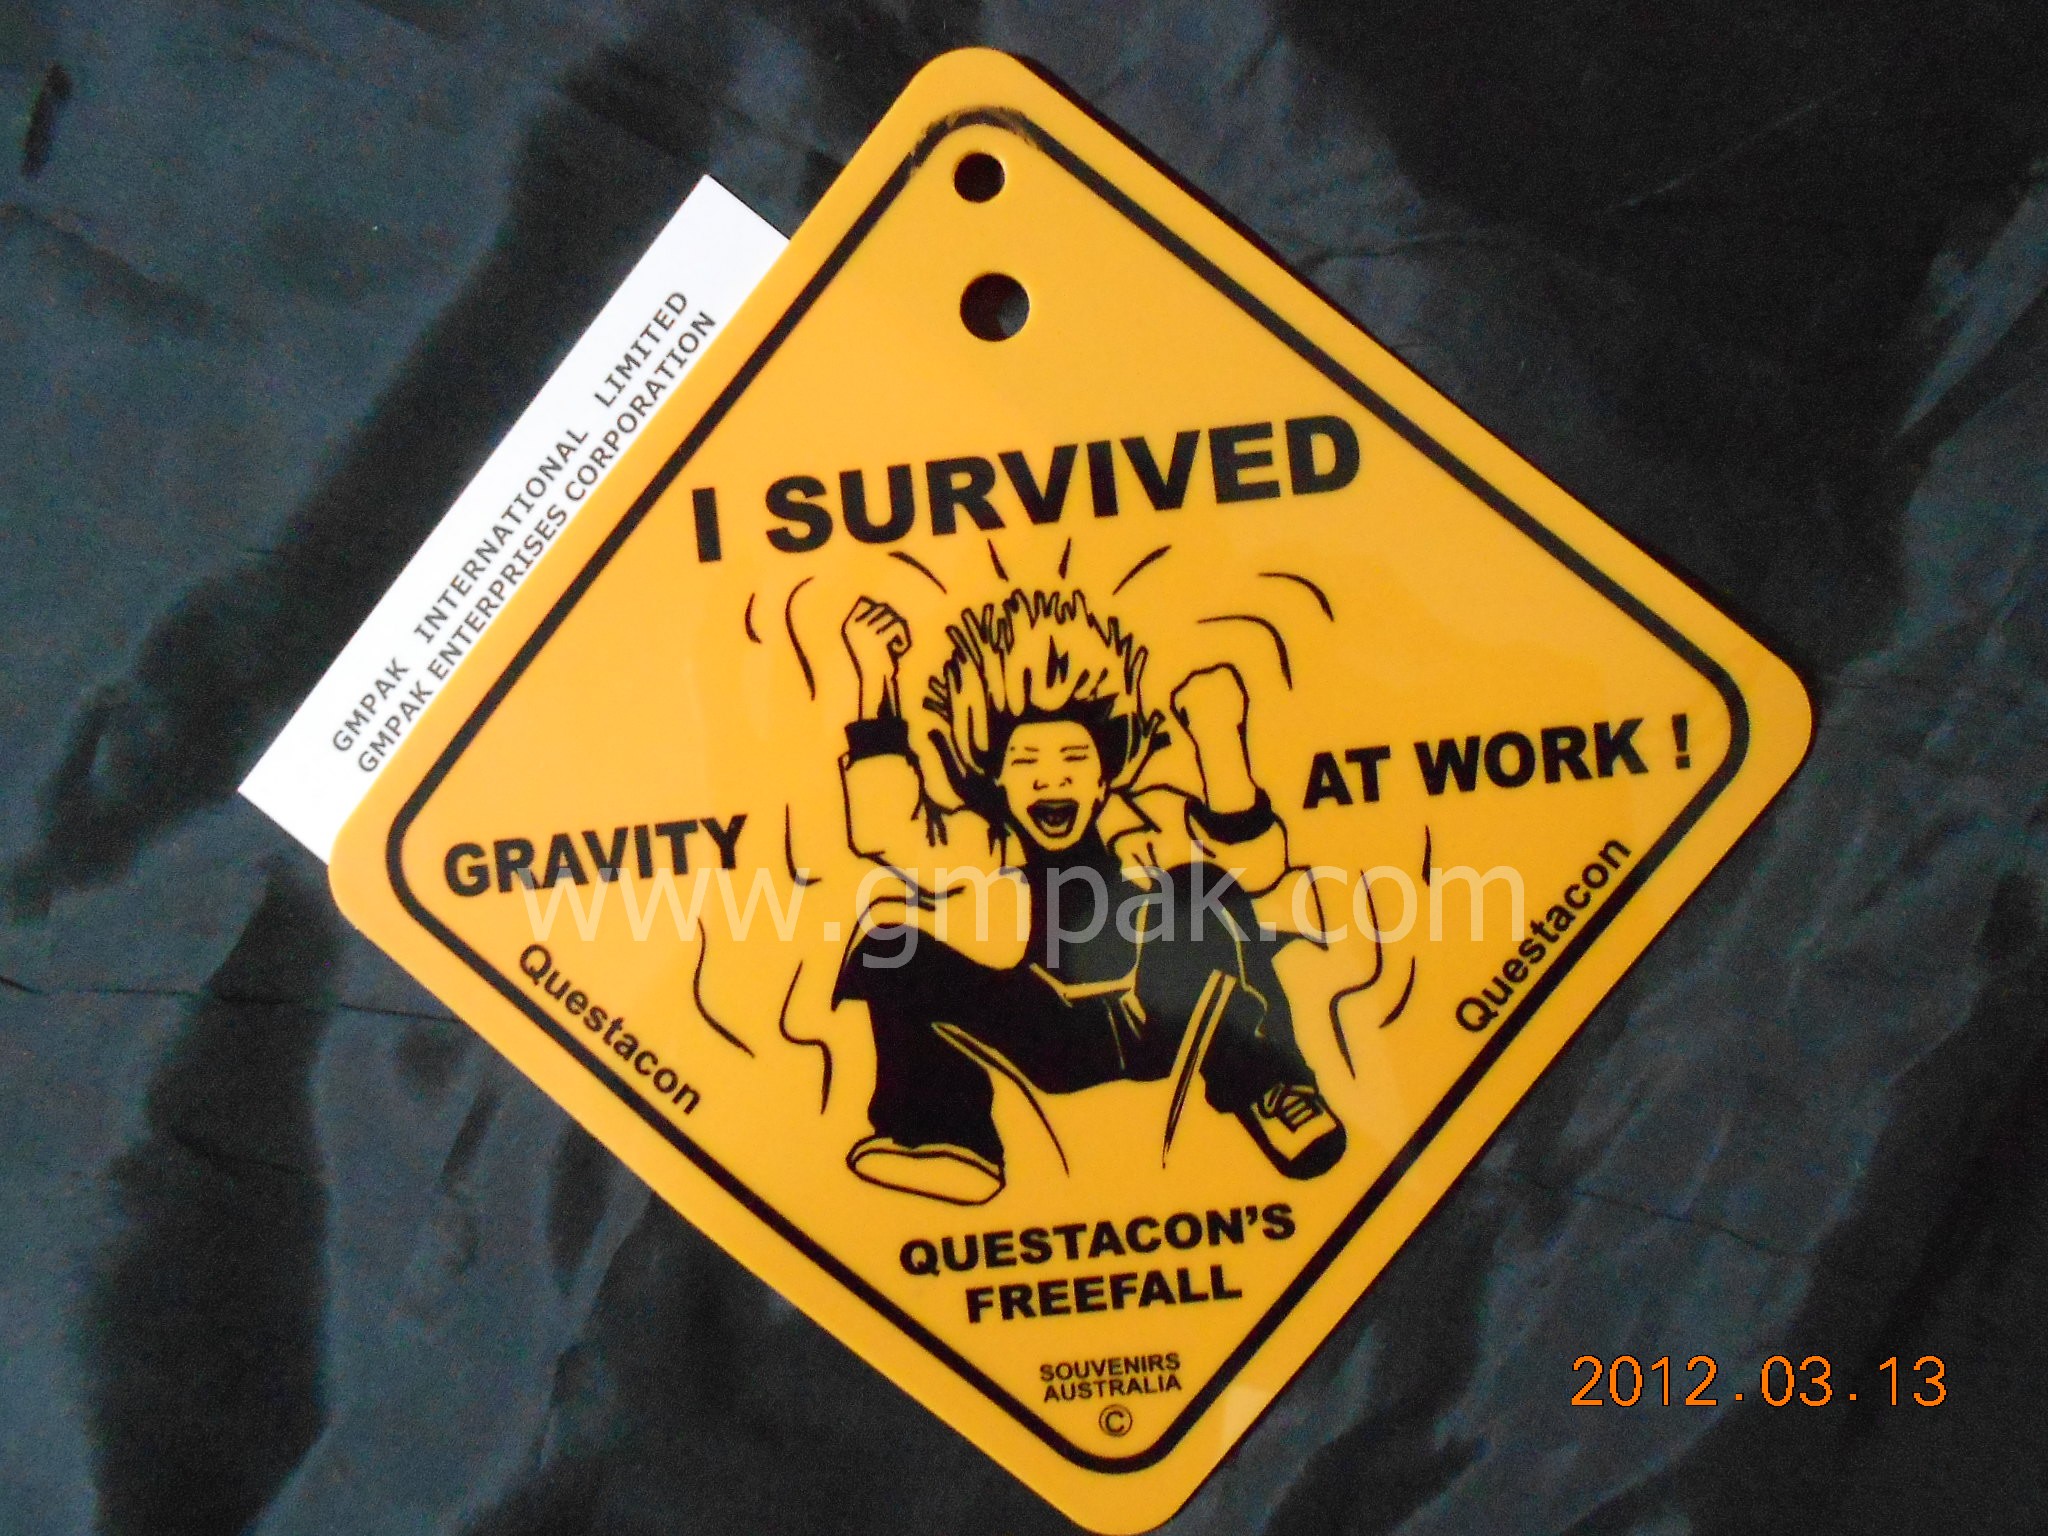 GMPAK INTERNATIONAL LIMITED
GMPAK ENTERPRISES CORPORATION
I SURVIVED
GRAVITY
AT WORK !
www.gmpak.com
Questacon
Questacon
QUESTACON'S
FREEFALL
SOUVENIRS
AUSTRALIA
©
2012.03.13